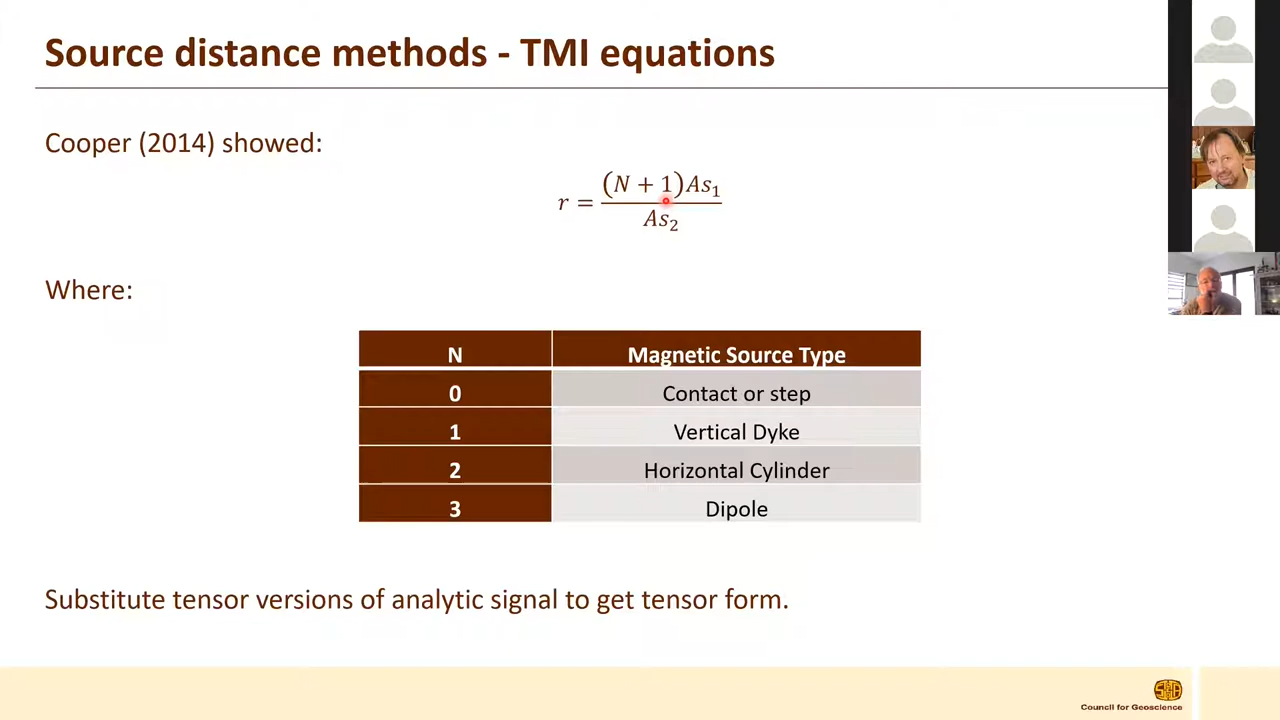 Source distance methods - TMI equations
Cooper (2014) showed:
r = (N + 1)As₁ / As₂
Where:
N Magnetic Source Type
0 Contact or step
1 Vertical Dyke
2 Horizontal Cylinder
3 Dipole
Substitute tensor versions of analytic signal to get tensor form.
Council for Geoscience